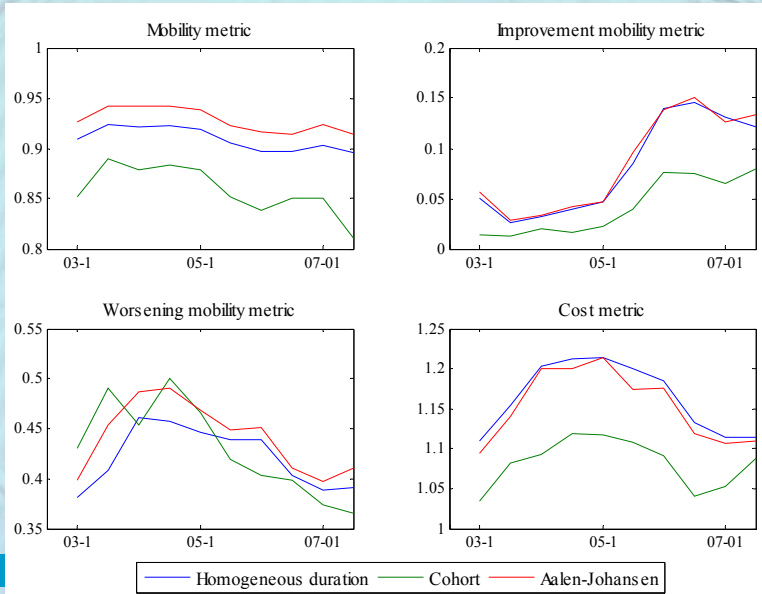 Mobility metric
1
0.95
0.9
0.85
0.8
03-1 05-1 07-01
Improvement mobility metric
0.2
0.15
0.1
0.05
0
03-1 05-1 07-01
Worsening mobility metric
0.55
0.5
0.45
0.4
0.35
03-1 05-1 07-01
Cost metric
1.25
1.2
1.15
1.1
1.05
1
03-1 05-1 07-01
Homogeneous duration Cohort Aalen-Johansen